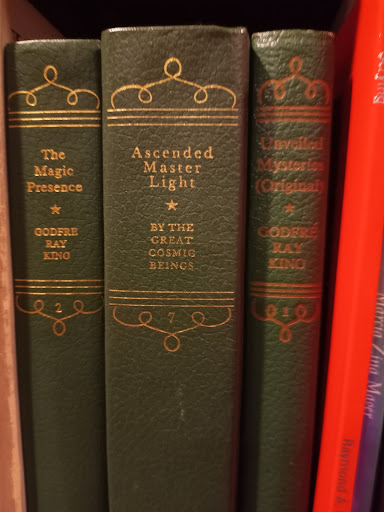 The
Magic
Presence
GODFRE
RAY
KING
2
Ascended
Master
Light
BY THE
GREAT
COSMIC
BEINGS
7
Unveiled
Mysteries
(Original)
GODFRE
RAY
KING
1
Raymond